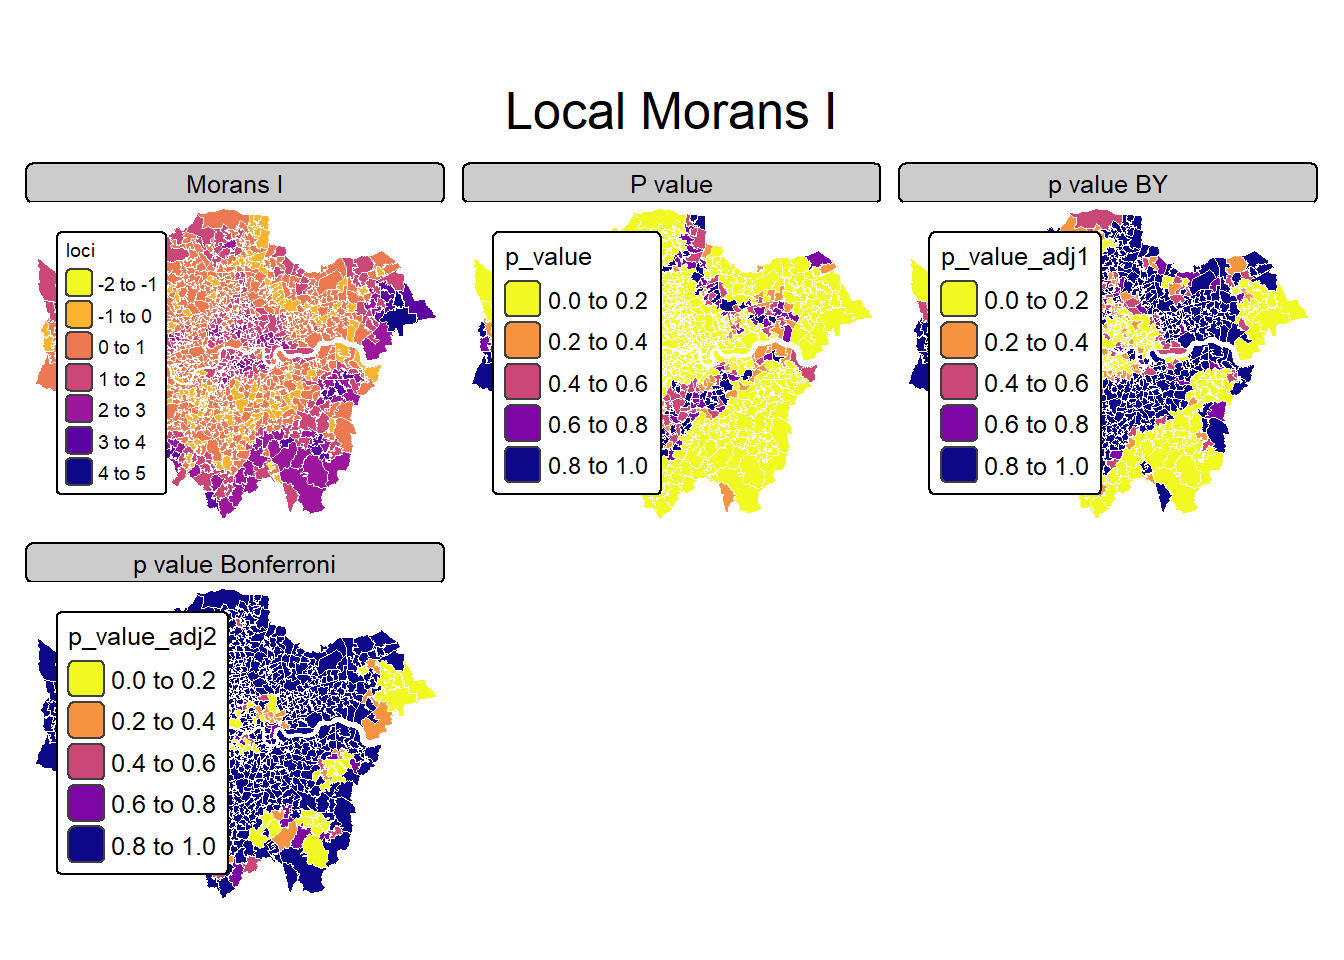 Local Morans I
Morans I
P value
p value BY
loci
-2 to -1
-1 to 0
0 to 1
1 to 2
2 to 3
3 to 4
4 to 5
p_value
0.0 to 0.2
0.2 to 0.4
0.4 to 0.6
0.6 to 0.8
0.8 to 1.0
p_value_adj1
0.0 to 0.2
0.2 to 0.4
0.4 to 0.6
0.6 to 0.8
0.8 to 1.0
p value Bonferroni
p_value_adj2
0.0 to 0.2
0.2 to 0.4
0.4 to 0.6
0.6 to 0.8
0.8 to 1.0